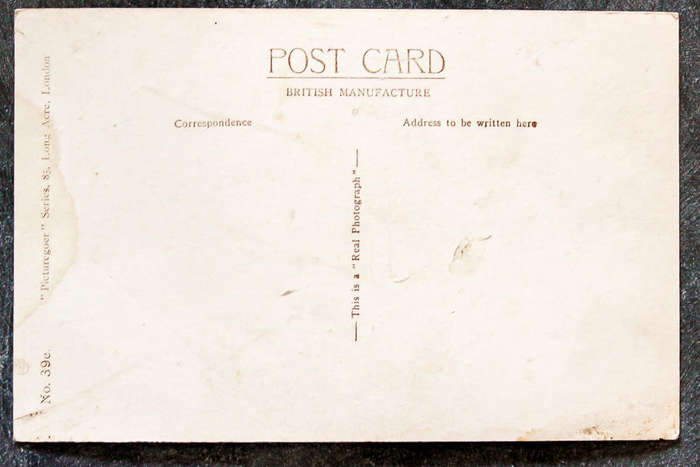 POST CARD
BRITISH MANUFACTURE
Correspondence
Address to be written here
This is a "Real Photograph"
"Picturegoer" Series, 85, Long Acre, London
No. 39c.